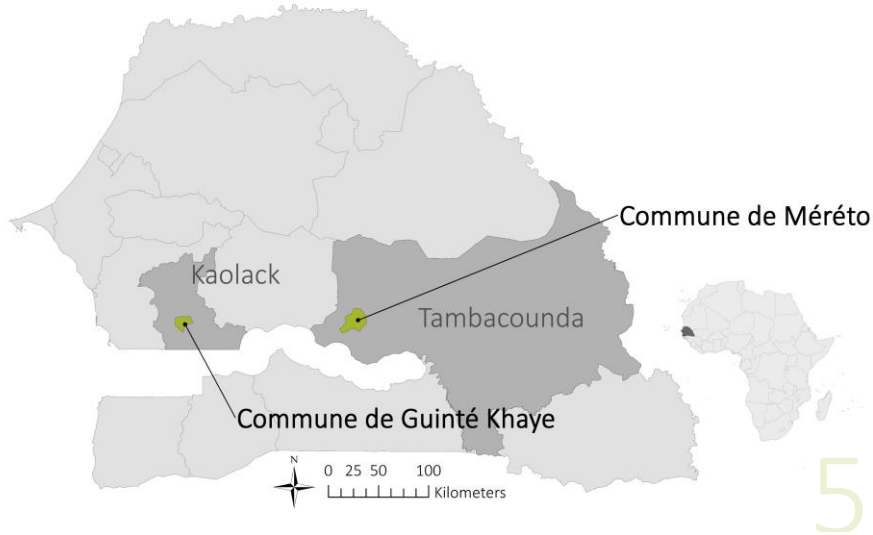 Commune de Méréto
Kaolack
Tambacounda
Commune de Guinté Khaye
N
0 25 50 100
Kilometers
5